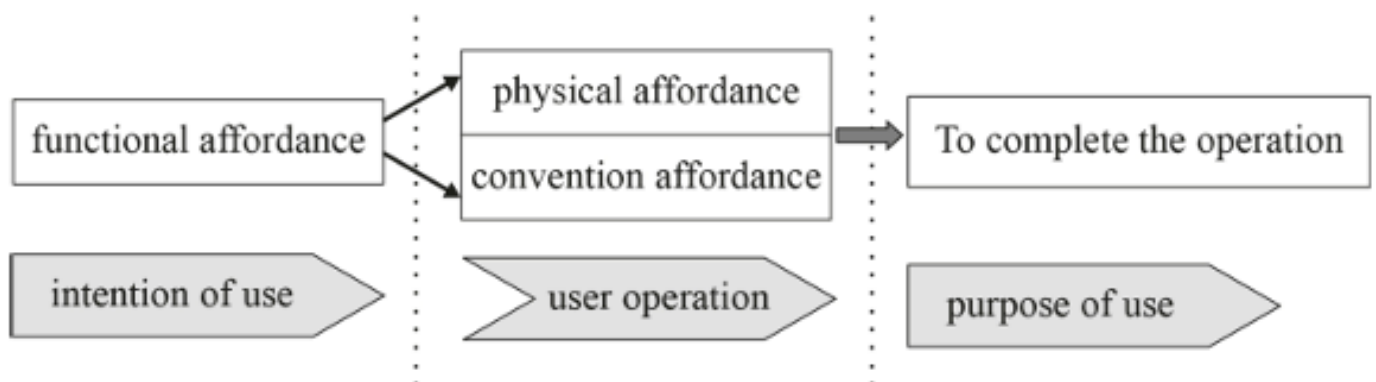 functional affordance
physical affordance
convention affordance
To complete the operation
intention of use
user operation
purpose of use